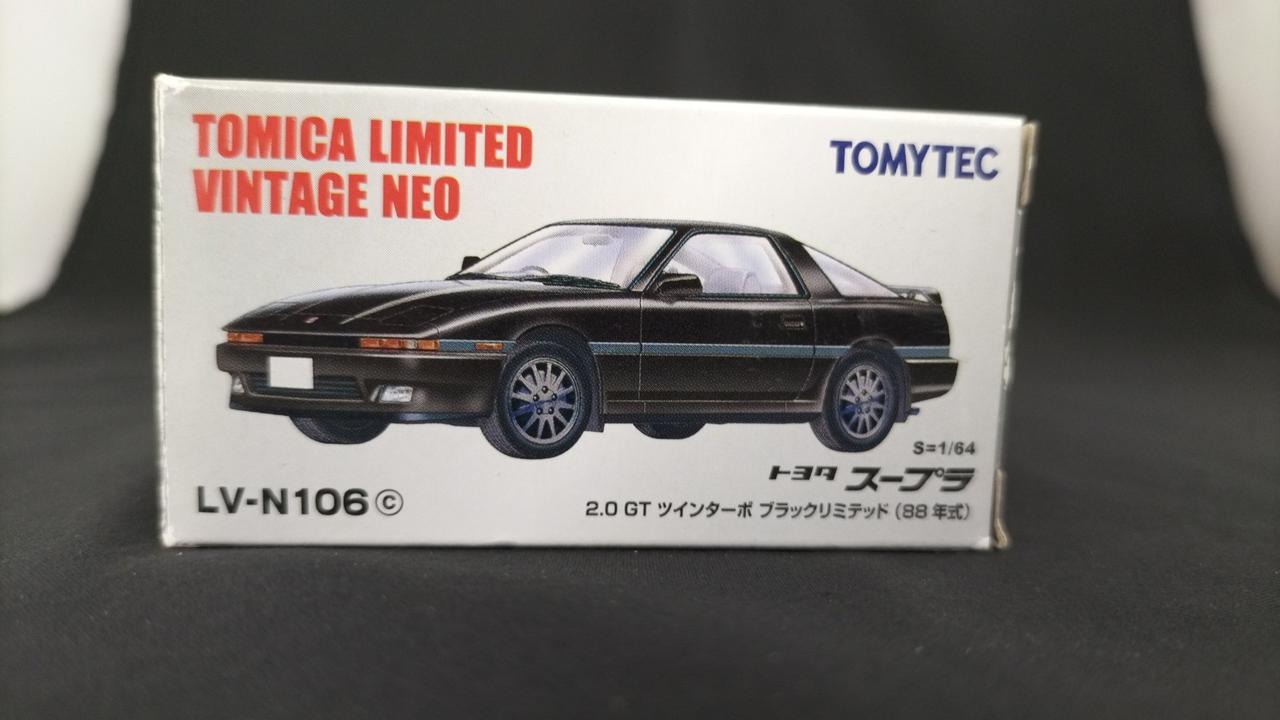 TOMICA LIMITED
VINTAGE NEO
TOMYTEC
S=1/64
トヨタ スープラ
LV-N106 ©
2.0 GT ツインターボ ブラックリミテッド (88 年式)